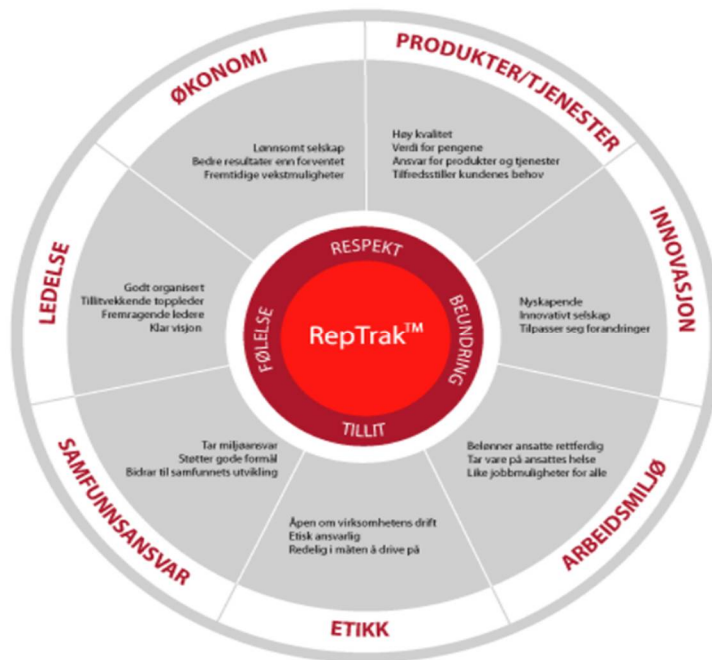 ØKONOMI
Lønnsomt selskap
Bedre resultater enn forventet
Fremtidige vekstmuligheter
PRODUKTER/TJENESTER
Høy kvalitet
Verdi for pengene
Ansvar for produkter og tjenester
Tilfredsstiller kundenes behov
INNOVASJON
Nyskapende
Innovativt selskap
Tilpasser seg forandringer
ARBEIDSMILJØ
Belønner ansatte rettferdig
Tar vare på ansattes helse
Like jobbmuligheter for alle
ETIKK
Åpen om virksomhetens drift
Etisk ansvarlig
Redelig i måten å drive på
SAMFUNNSANSVAR
Tar miljøansvar
Støtter gode formål
Bidrar til samfunnets utvikling
LEDELSE
Godt organisert
Tillitvekkende toppleder
Fremragende ledere
Klar visjon
RESPEKT
BEUNDRING
TILLIT
FØLELSE
RepTrak™